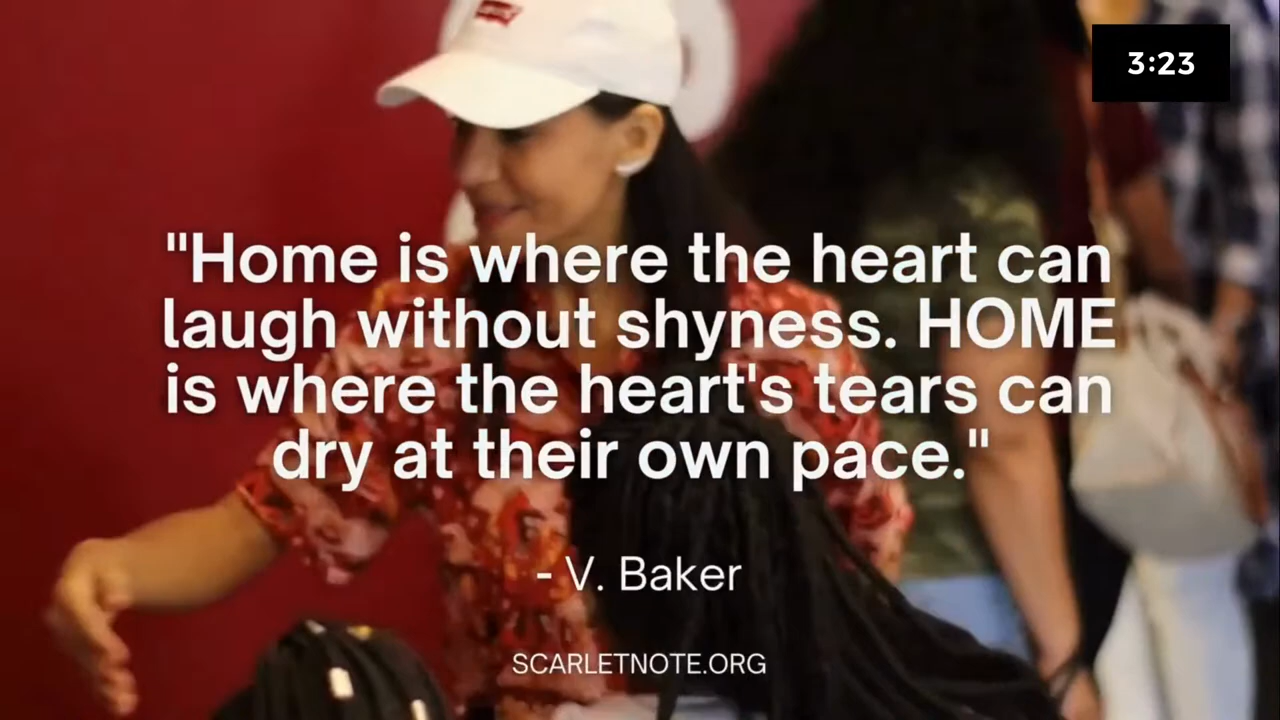 3:23
"Home is where the heart can
laugh without shyness. HOME
is where the heart's tears can
dry at their own pace."
- V. Baker
SCARLETNOTE.ORG